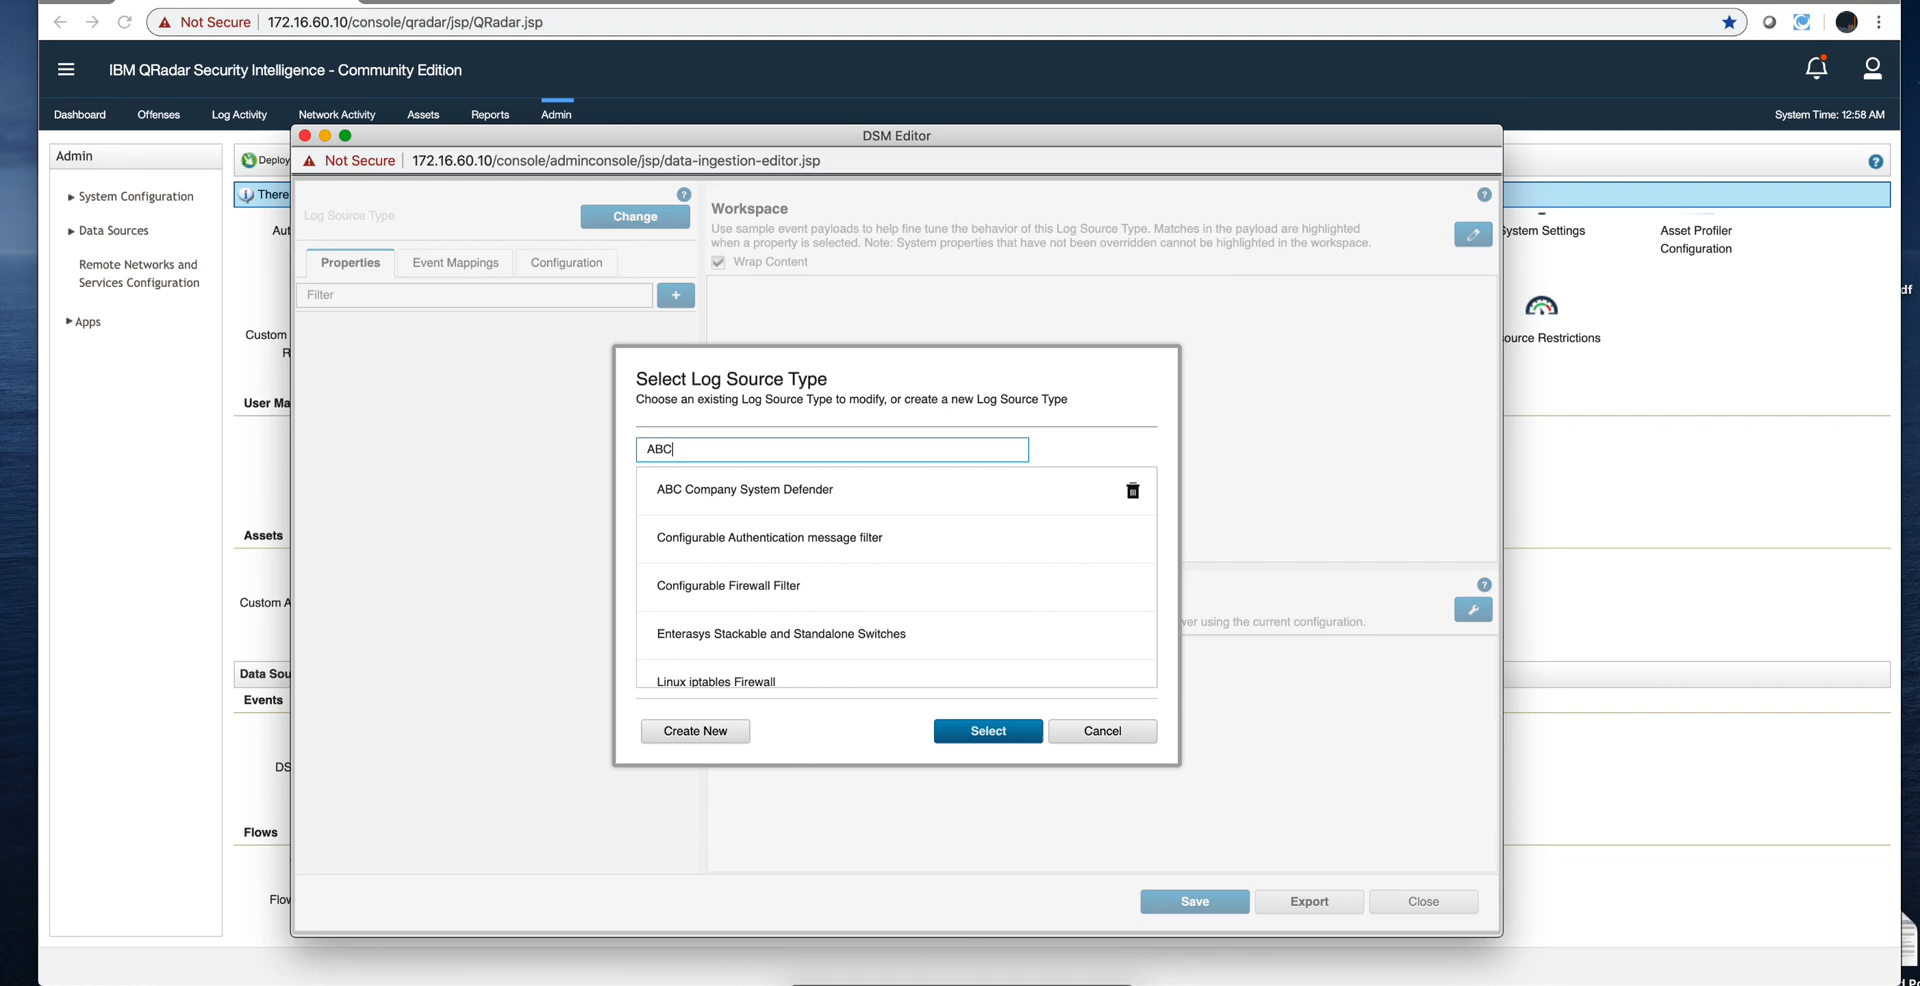 Not Secure | 172.16.60.10/console/qradar/jsp/QRadar.jsp
IBM QRadar Security Intelligence - Community Edition
Dashboard Offenses Log Activity Network Activity Assets Reports Admin System Time: 12:58 AM
DSM Editor
Not Secure | 172.16.60.10/console/adminconsole/jsp/data-ingestion-editor.jsp
Admin
System Configuration
Data Sources
Remote Networks and
Services Configuration
Apps
Deploy
There
Aut
Custom
R
User Ma
Assets
Custom A
Data Sou
Events
DS
Flows
Flow
Log Source Type
Change
Properties Event Mappings Configuration
Filter
+
Workspace
Use sample event payloads to help fine tune the behavior of this Log Source Type. Matches in the payload are highlighted
when a property is selected. Note: System properties that have not been overridden cannot be highlighted in the workspace.
Wrap Content
Select Log Source Type
Choose an existing Log Source Type to modify, or create a new Log Source Type
ABC
ABC Company System Defender
Configurable Authentication message filter
Configurable Firewall Filter
Enterasys Stackable and Standalone Switches
Linux iptables Firewall
Create New Select Cancel
wer using the current configuration.
Save Export Close
System Settings
Asset Profiler
Configuration
ource Restrictions
df